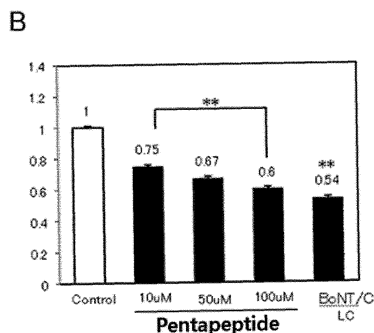 B
1.4
1.2
1
0.8
0.6
0.4
0.2
0
1
0.75
**
0.67
0.6
**
0.54
Control
10uM
50uM
100uM
BoNT/C
LC
Pentapeptide